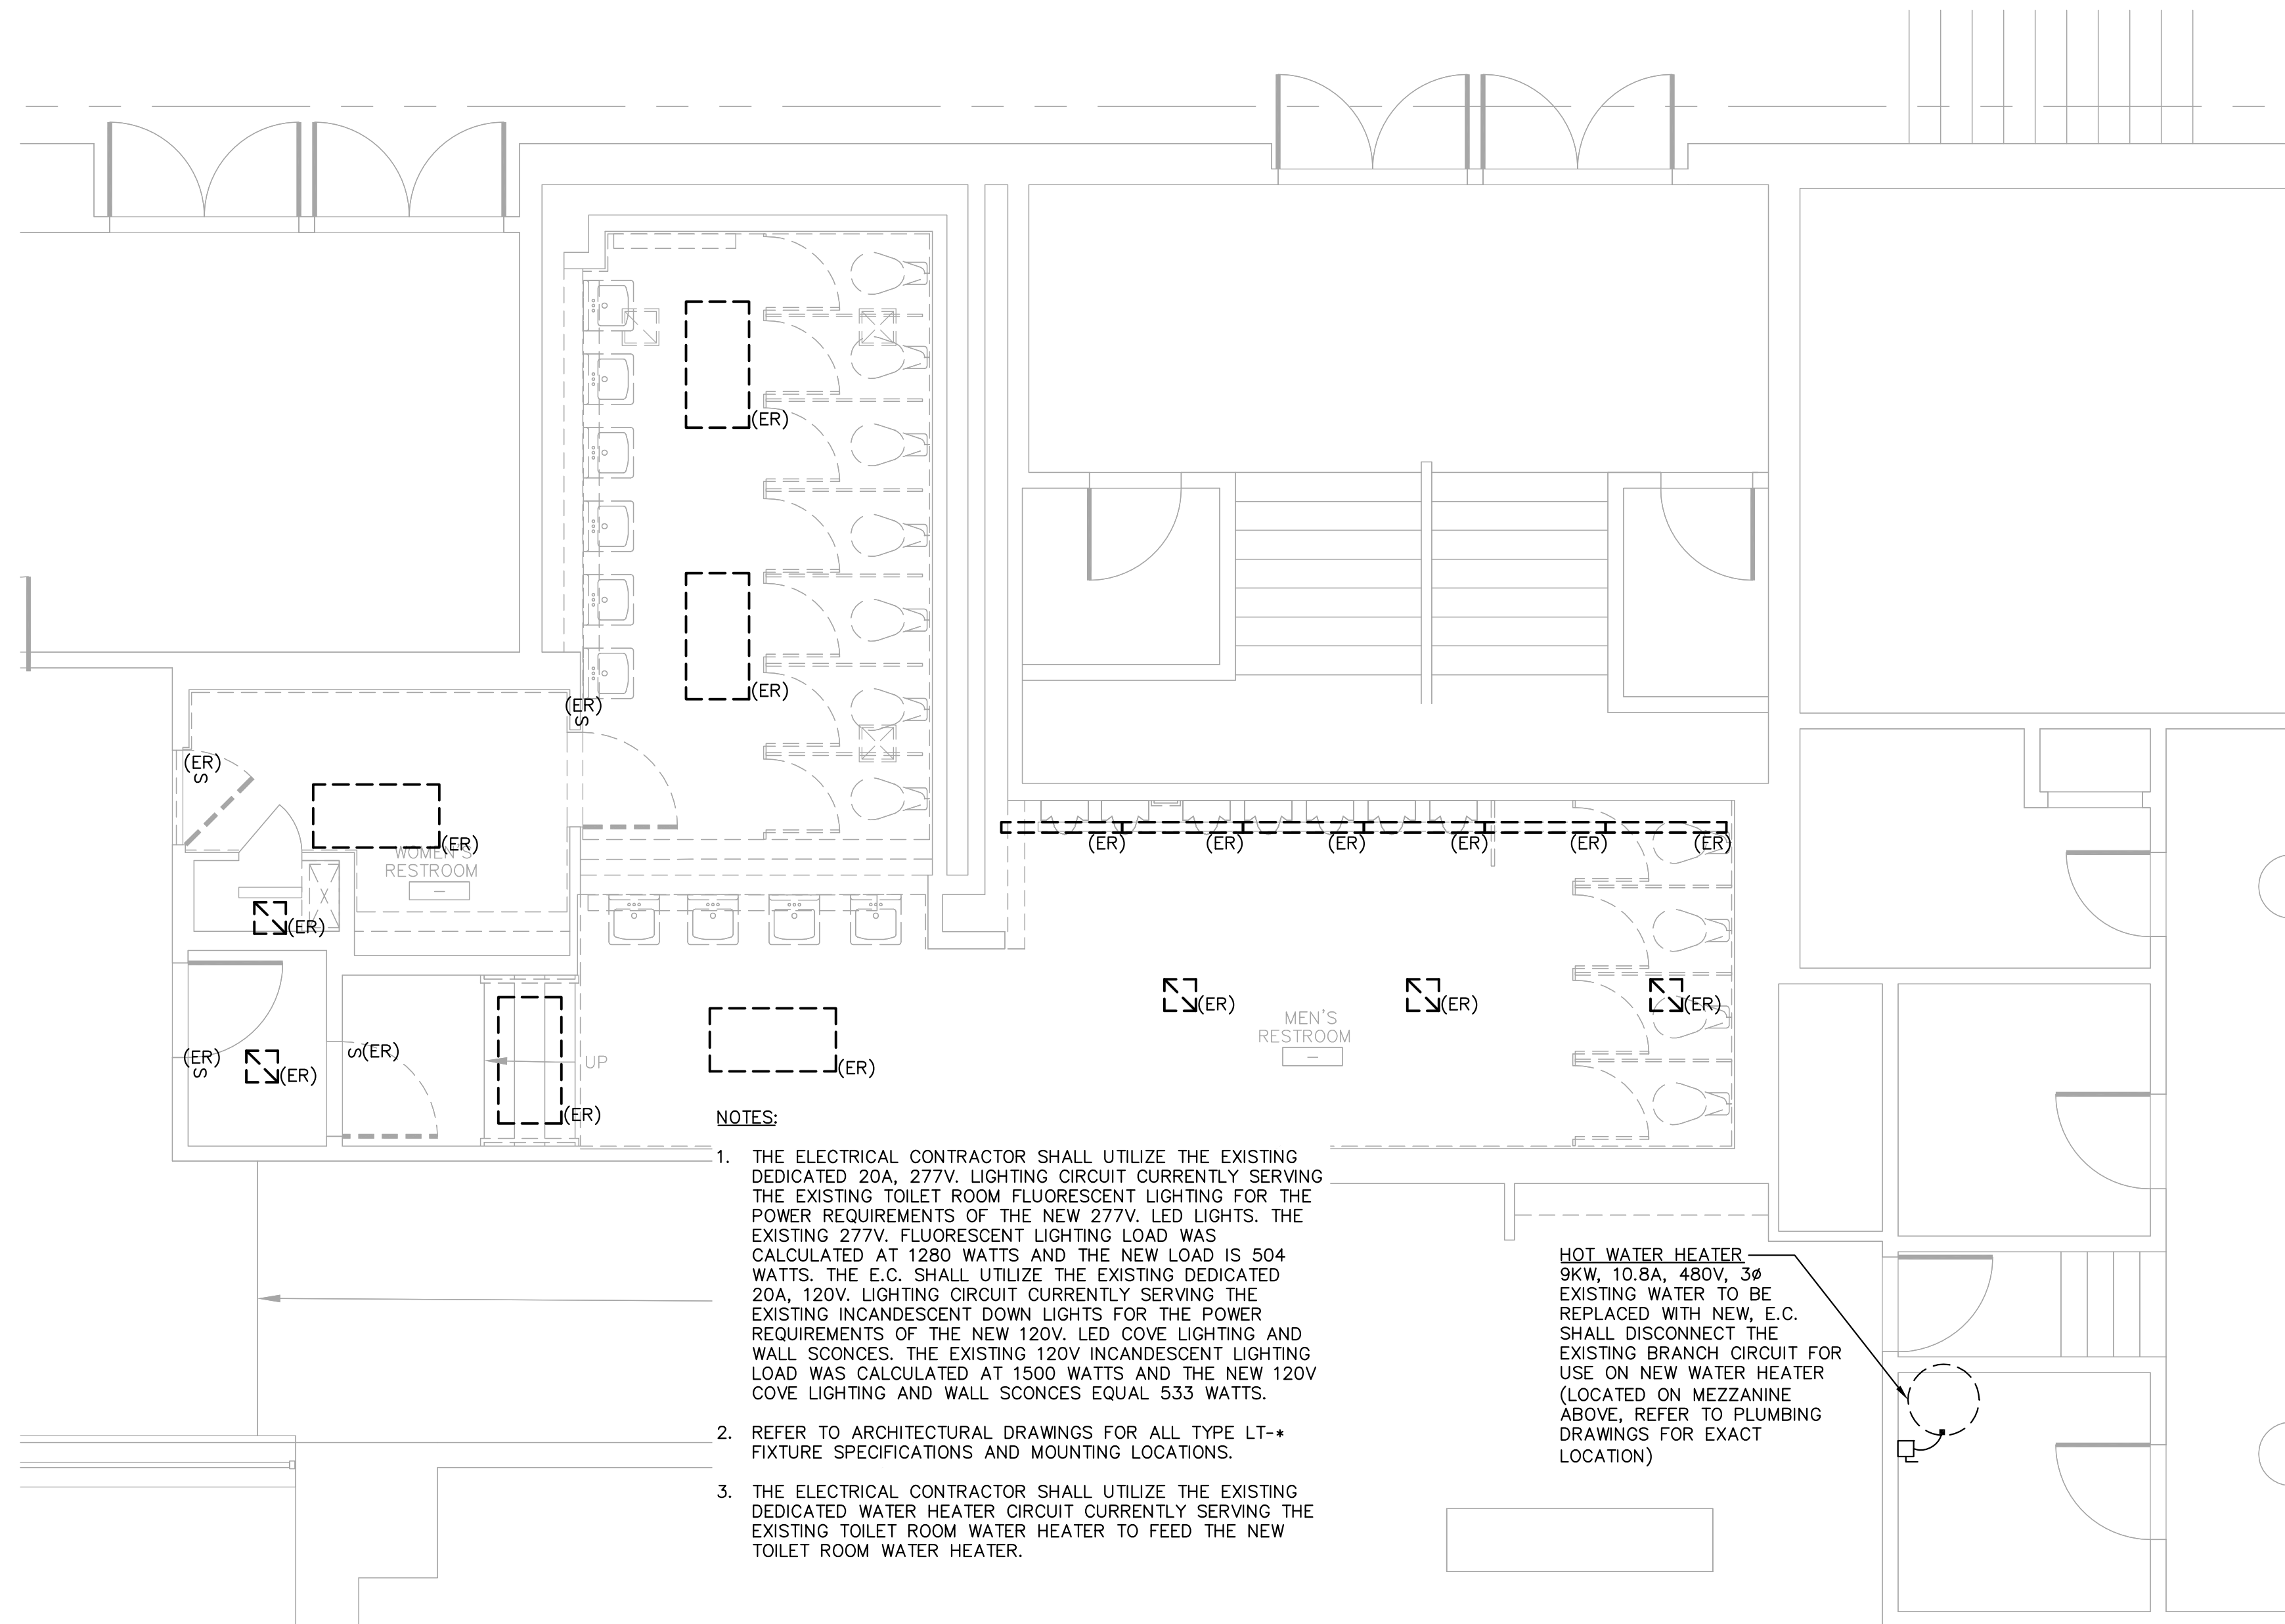 (ER)
(ER)
(ER)
S
(ER)
S
(ER)
WOMEN'S
RESTROOM
(ER)
(ER)
(ER)
(ER)
(ER)
(ER)
(ER)
(ER)
(ER)
(ER)
(ER)
MEN'S
RESTROOM
(ER)
S
(ER)
S(ER)
UP
(ER)
(ER)
NOTES:
1. THE ELECTRICAL CONTRACTOR SHALL UTILIZE THE EXISTING
DEDICATED 20A, 277V. LIGHTING CIRCUIT CURRENTLY SERVING
THE EXISTING TOILET ROOM FLUORESCENT LIGHTING FOR THE
POWER REQUIREMENTS OF THE NEW 277V. LED LIGHTS. THE
EXISTING 277V. FLUORESCENT LIGHTING LOAD WAS
CALCULATED AT 1280 WATTS AND THE NEW LOAD IS 504
WATTS. THE E.C. SHALL UTILIZE THE EXISTING DEDICATED
20A, 120V. LIGHTING CIRCUIT CURRENTLY SERVING THE
EXISTING INCANDESCENT DOWN LIGHTS FOR THE POWER
REQUIREMENTS OF THE NEW 120V. LED COVE LIGHTING AND
WALL SCONCES. THE EXISTING 120V INCANDESCENT LIGHTING
LOAD WAS CALCULATED AT 1500 WATTS AND THE NEW 120V
COVE LIGHTING AND WALL SCONCES EQUAL 533 WATTS.
2. REFER TO ARCHITECTURAL DRAWINGS FOR ALL TYPE LT-*
FIXTURE SPECIFICATIONS AND MOUNTING LOCATIONS.
3. THE ELECTRICAL CONTRACTOR SHALL UTILIZE THE EXISTING
DEDICATED WATER HEATER CIRCUIT CURRENTLY SERVING THE
EXISTING TOILET ROOM WATER HEATER TO FEED THE NEW
TOILET ROOM WATER HEATER.
HOT WATER HEATER
9KW, 10.8A, 480V, 3ø
EXISTING WATER TO BE
REPLACED WITH NEW, E.C.
SHALL DISCONNECT THE
EXISTING BRANCH CIRCUIT FOR
USE ON NEW WATER HEATER
(LOCATED ON MEZZANINE
ABOVE, REFER TO PLUMBING
DRAWINGS FOR EXACT
LOCATION)